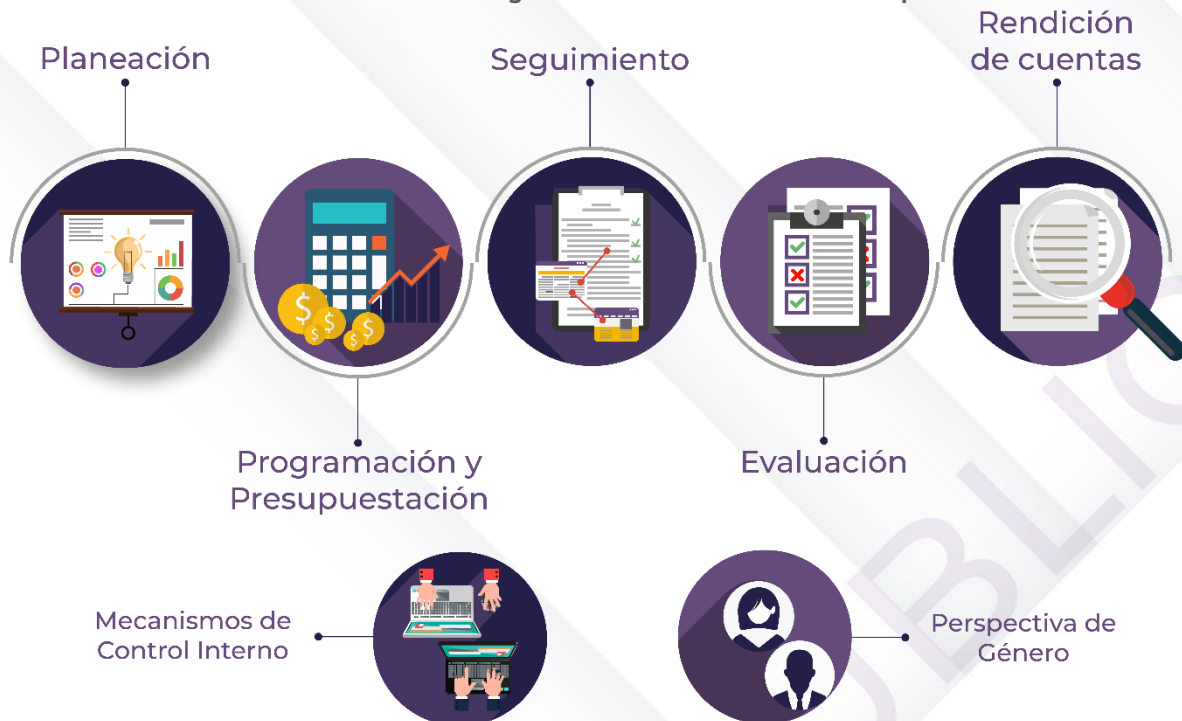 Planeación
Seguimiento
Rendición
de cuentas
Programación y
Presupuestación
Evaluación
Mecanismos de
Control Interno
Perspectiva de
Género